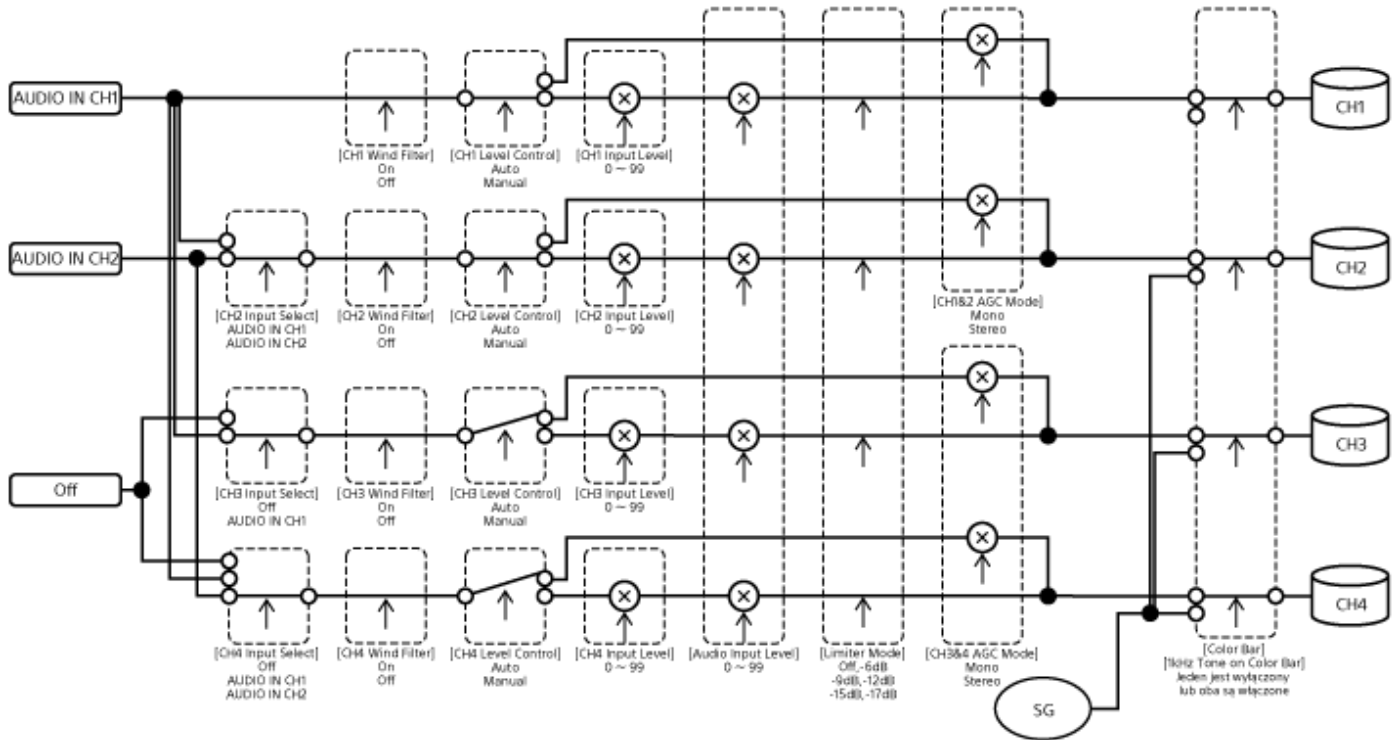 AUDIO IN CH1
CH1
[CH1 Wind Filter]
On
Off
[CH1 Level Control]
Auto
Manual
[CH1 Input Level]
0 ~ 99
AUDIO IN CH2
CH2
[CH2 Input Select]
AUDIO IN CH1
AUDIO IN CH2
[CH2 Wind Filter]
On
Off
[CH2 Level Control]
Auto
Manual
[CH2 Input Level]
0 ~ 99
[CH1&2 AGC Mode]
Mono
Stereo
CH3
Off
[CH3 Input Select]
Off
AUDIO IN CH1
[CH3 Wind Filter]
On
Off
[CH3 Level Control]
Auto
Manual
[CH3 Input Level]
0 ~ 99
CH4
[CH4 Input Select]
Off
AUDIO IN CH1
AUDIO IN CH2
[CH4 Wind Filter]
On
Off
[CH4 Level Control]
Auto
Manual
[CH4 Input Level]
0 ~ 99
[Audio Input Level]
0 ~ 99
[Limiter Mode]
Off,-6dB
-9dB,-12dB
-15dB,-17dB
[CH3&4 AGC Mode]
Mono
Stereo
[Color Bar]
[1kHz Tone on Color Bar]
Jeden jest wyłączony
lub oba są włączone
SG